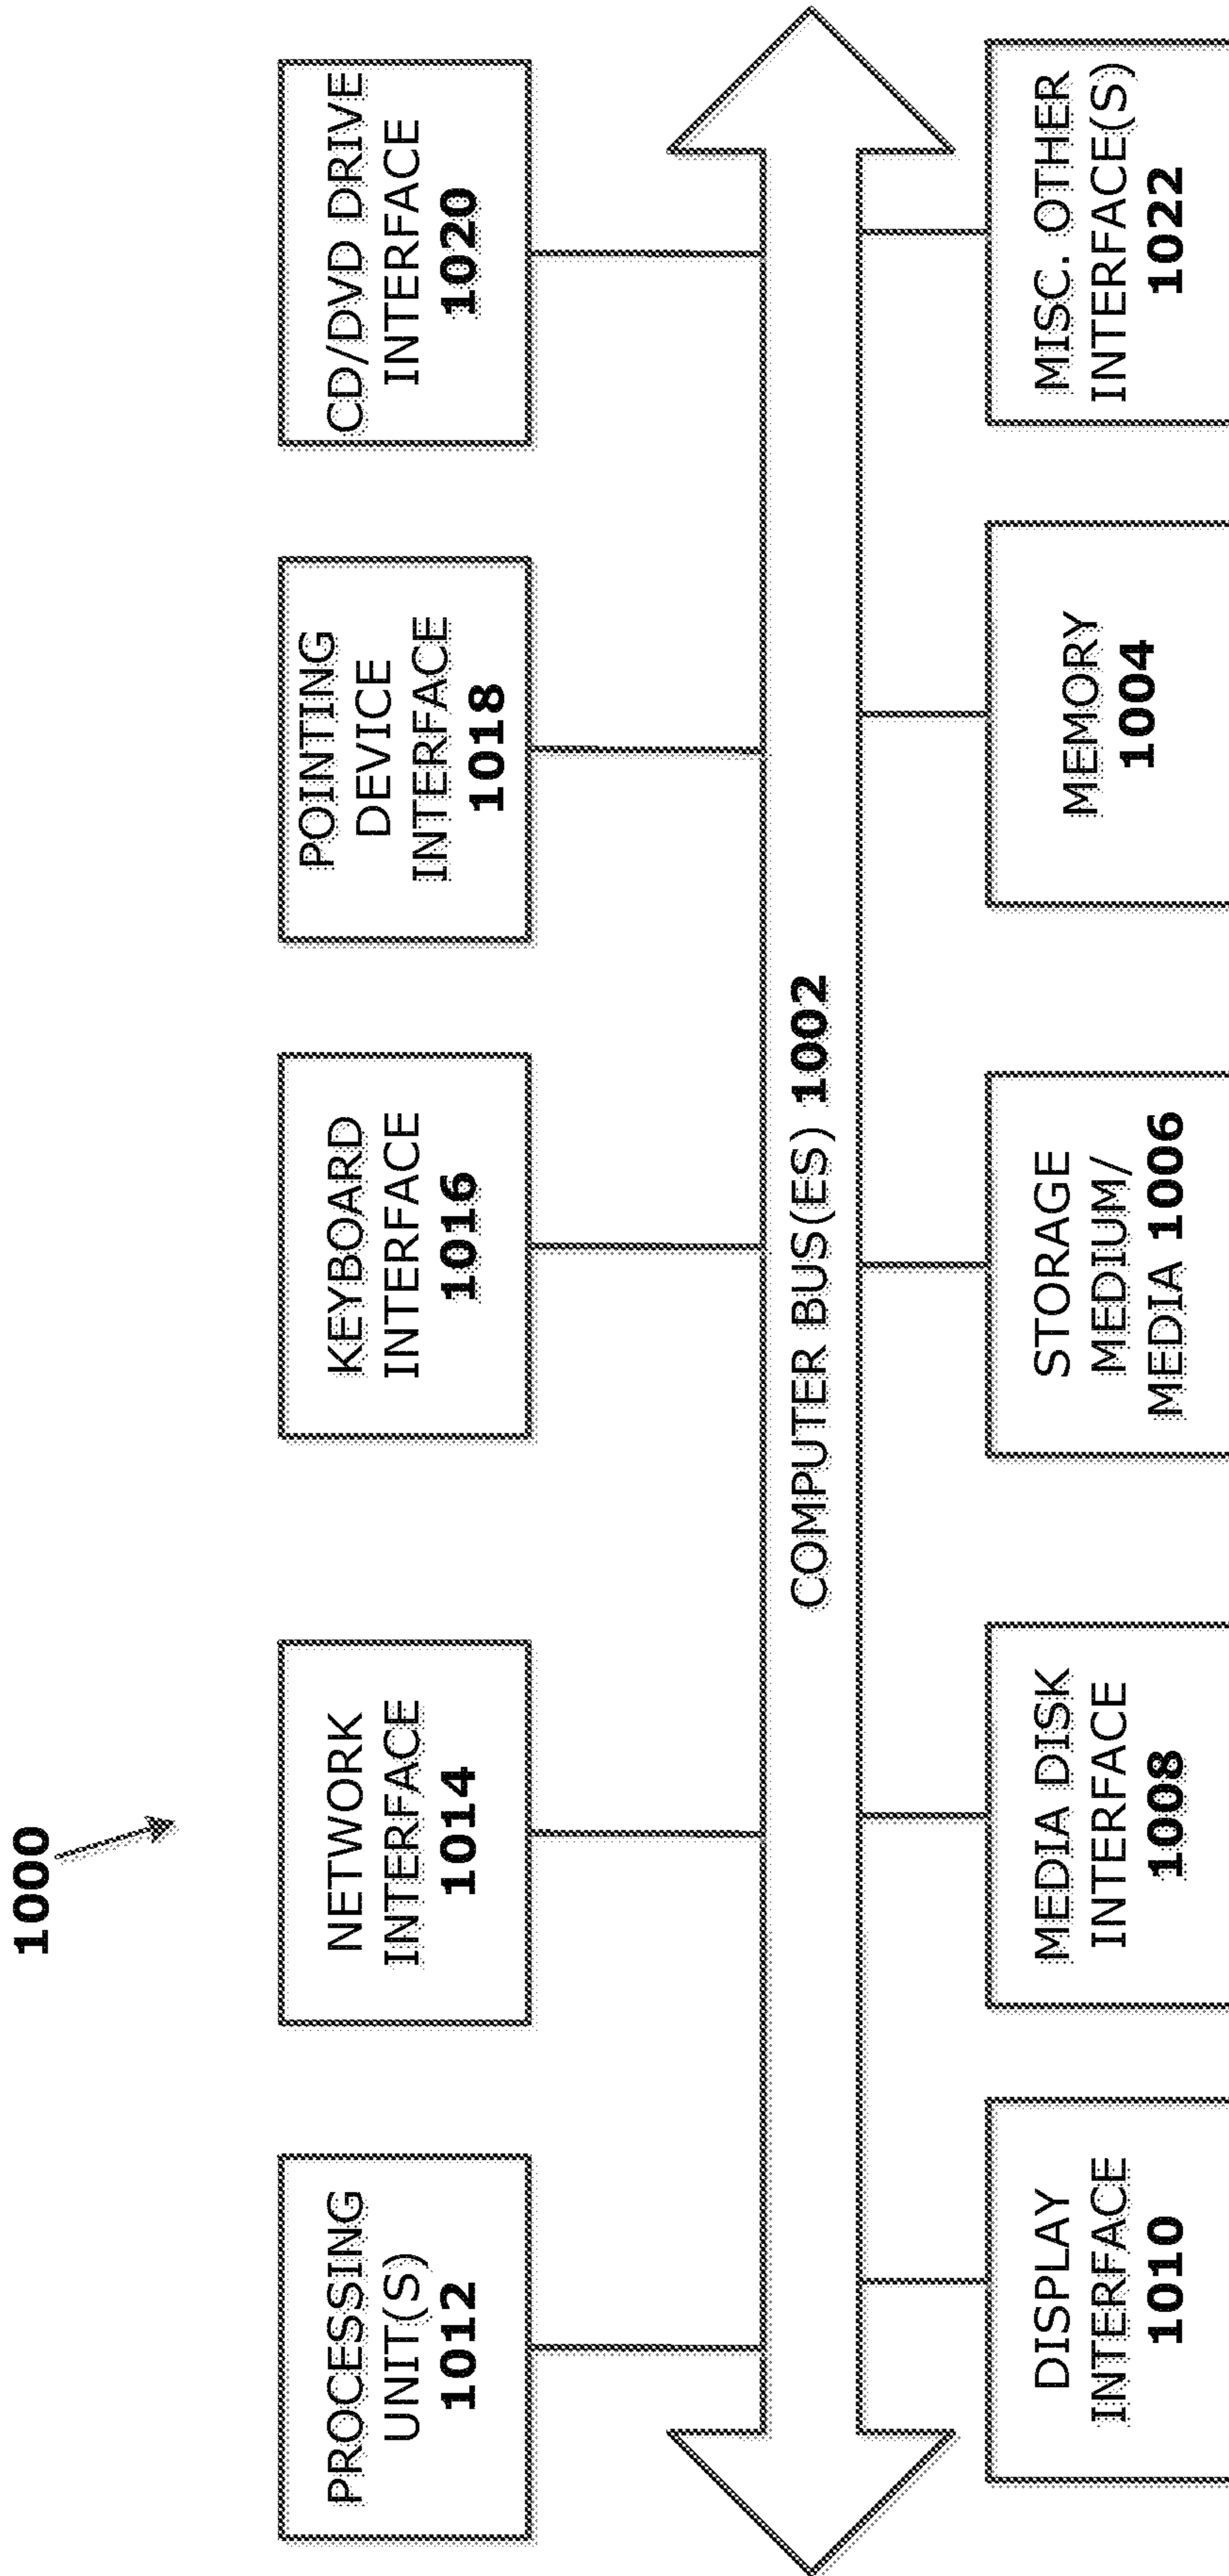 1000
PROCESSING
UNIT(S)
1012
NETWORK
INTERFACE
1014
KEYBOARD
INTERFACE
1016
POINTING
DEVICE
INTERFACE
1018
CD/DVD DRIVE
INTERFACE
1020
COMPUTER BUS(ES) 1002
DISPLAY
INTERFACE
1010
MEDIA DISK
INTERFACE
1008
STORAGE
MEDIUM/
MEDIA 1006
MEMORY
1004
MISC. OTHER
INTERFACE(S)
1022